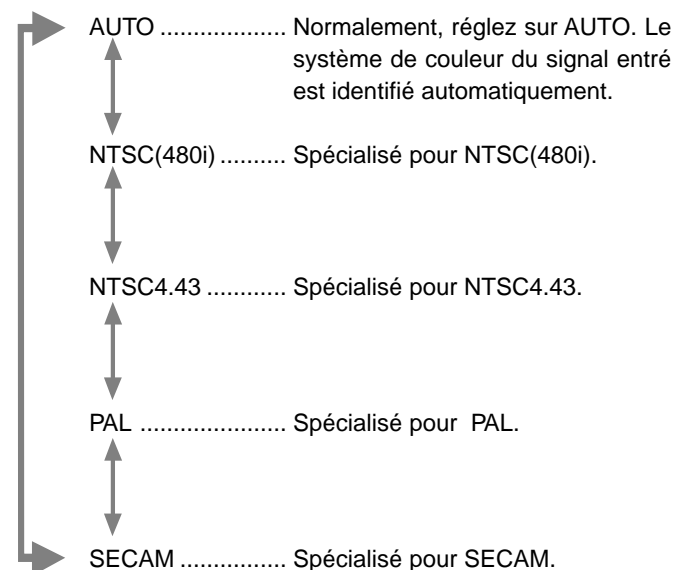 AUTO ................... Normalement, réglez sur AUTO. Le
système de couleur du signal entré
est identifié automatiquement.
NTSC(480i) .......... Spécialisé pour NTSC(480i).
NTSC4.43 ............ Spécialisé pour NTSC4.43.
PAL ...................... Spécialisé pour PAL.
SECAM ................ Spécialisé pour SECAM.